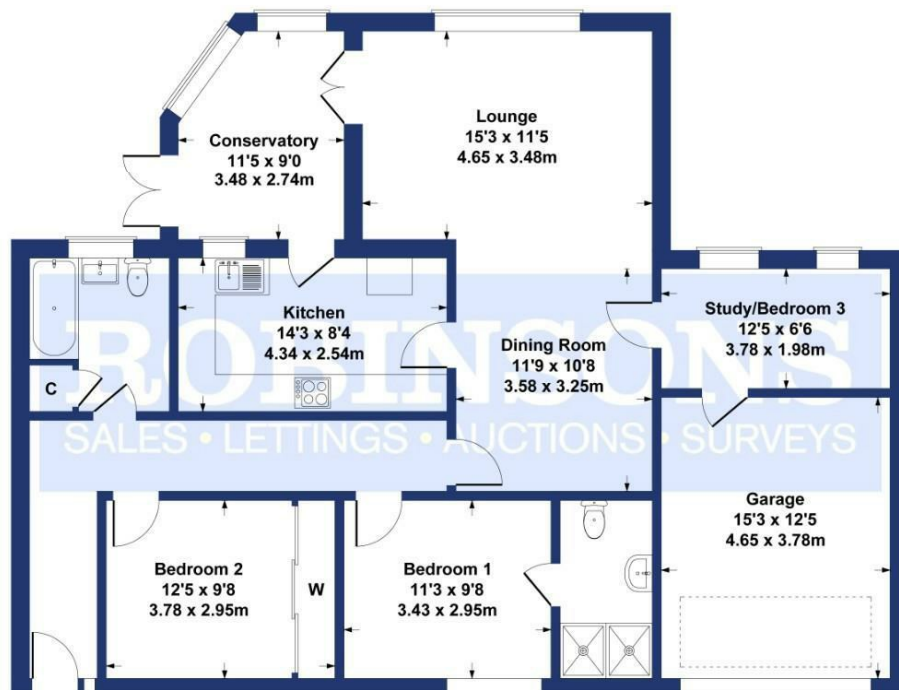 Conservatory
11'5 x 9'0
3.48 x 2.74m
Lounge
15'3 x 11'5
4.65 x 3.48m
Kitchen
14'3 x 8'4
4.34 x 2.54m
Dining Room
11'9 x 10'8
3.58 x 3.25m
Study/Bedroom 3
12'5 x 6'6
3.78 x 1.98m
C
ROBINSONS
SALES • LETTINGS • AUCTIONS • SURVEYS
Bedroom 2
12'5 x 9'8
3.78 x 2.95m
W
Bedroom 1
11'3 x 9'8
3.43 x 2.95m
Garage
15'3 x 12'5
4.65 x 3.78m